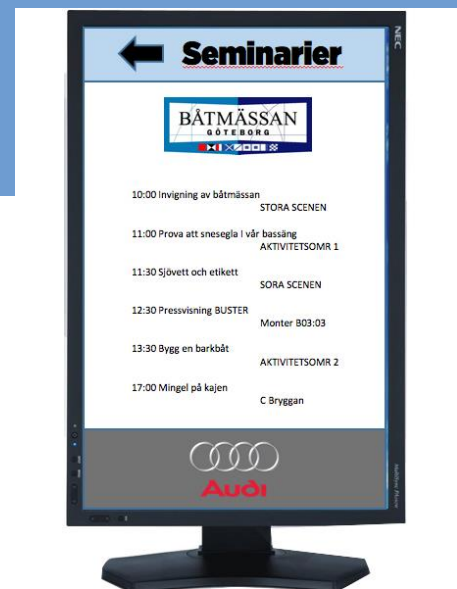 Seminarier
NEC
BÅTMÄSSAN
GÖTEBORG
10:00 Invigning av båtmässan
STORA SCENEN
11:00 Prova att snesegla I vår bassäng
AKTIVITETSOMR 1
11:30 Sjövett och etikett
SORA SCENEN
12:30 Pressvisning BUSTER
Monter B03:03
13:30 Bygg en barkbåt
AKTIVITETSOMR 2
17:00 Mingel på kajen
C Bryggan
Audi